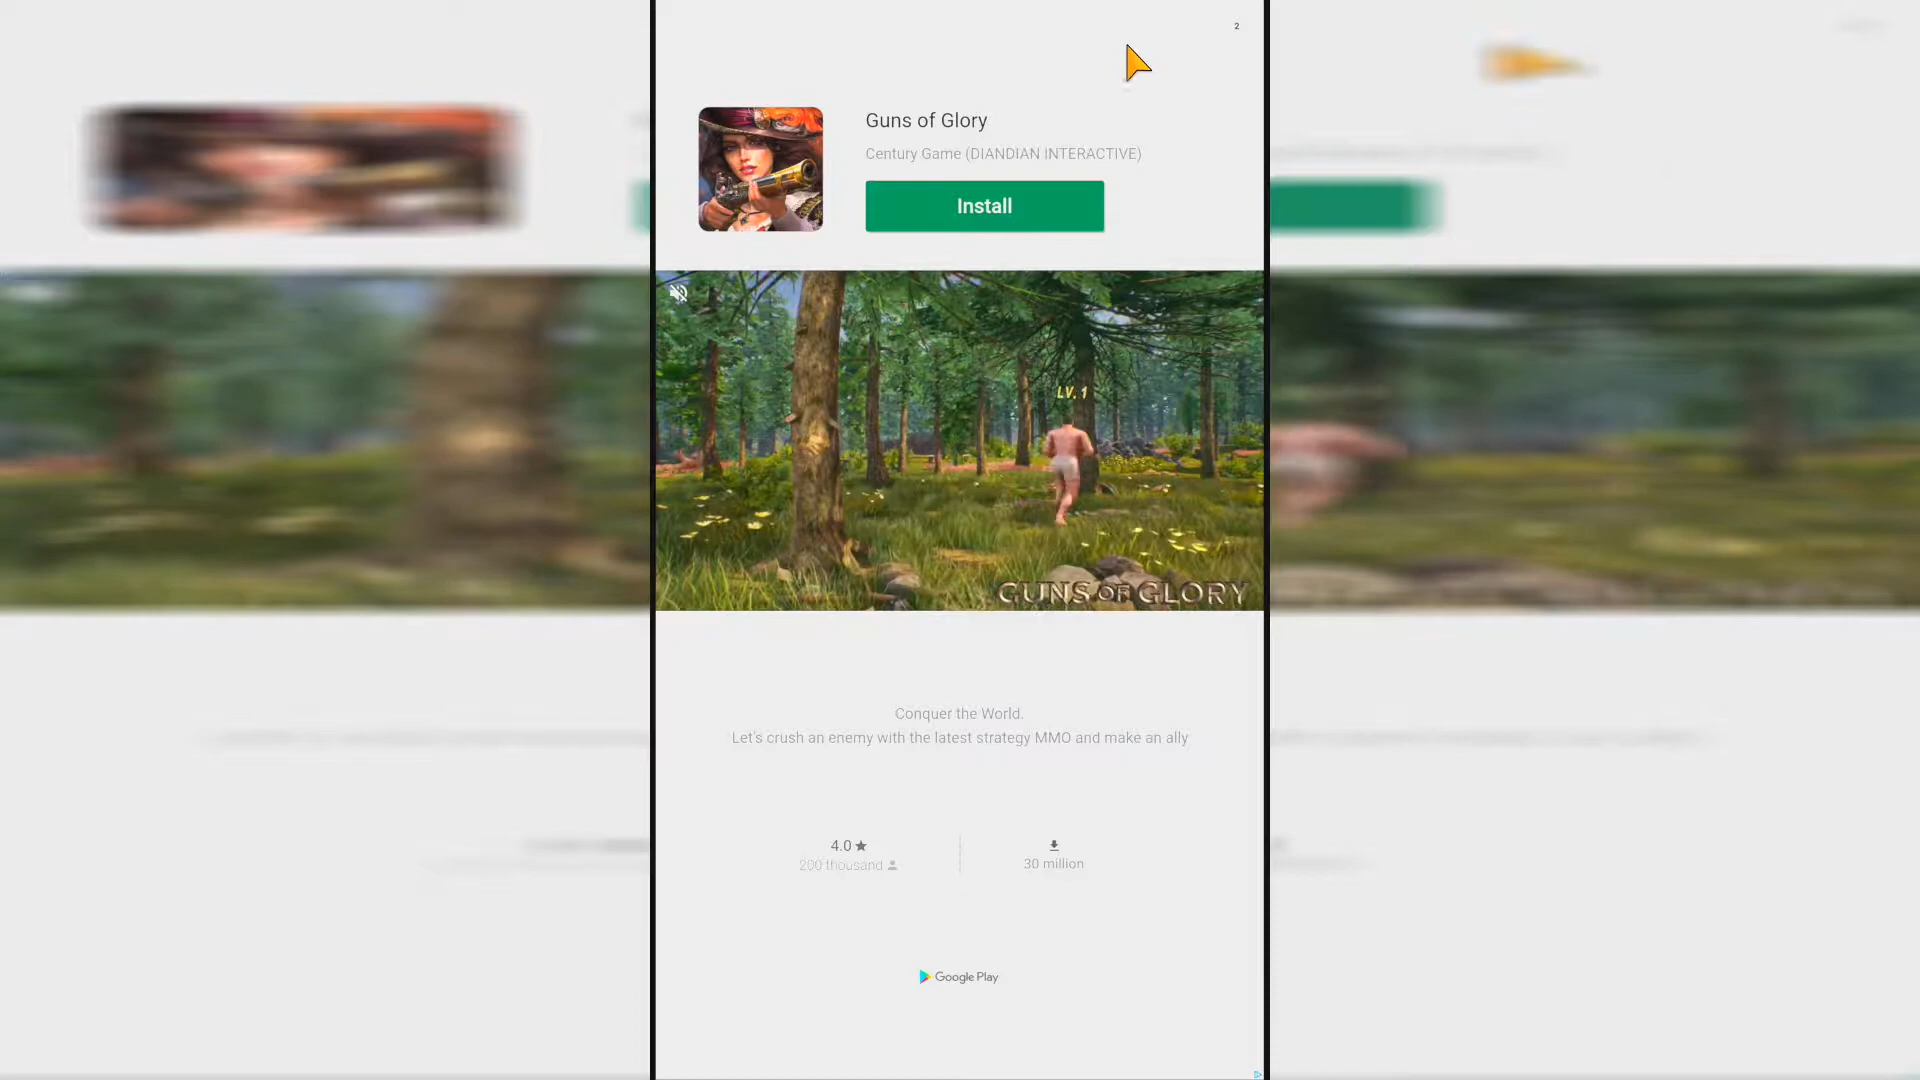 2
Guns of Glory
Century Game (DIANDIAN INTERACTIVE)
Install
LV. 1
GUNS OF GLORY
Conquer the World.
Let's crush an enemy with the latest strategy MMO and make an ally
4.0
200 thousand
30 million
Google Play